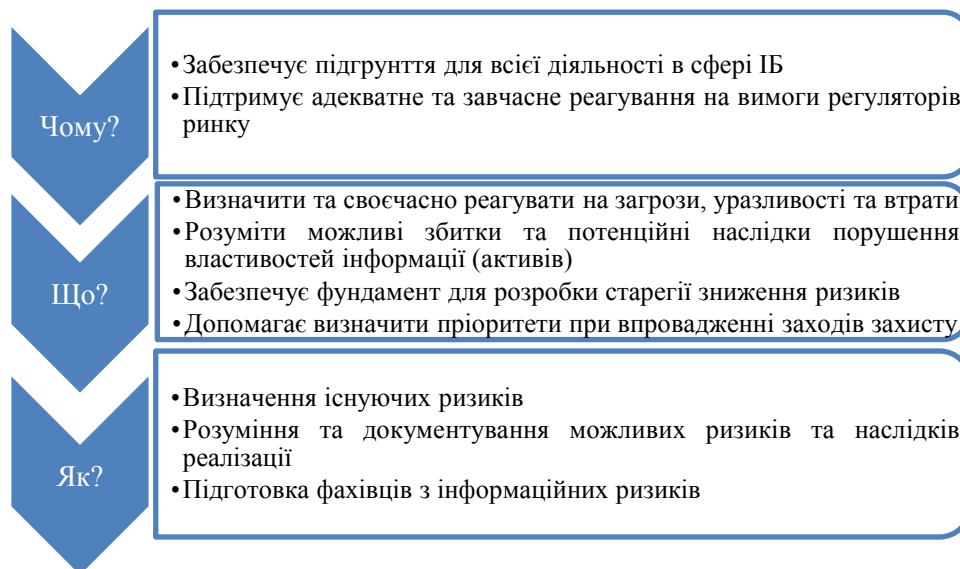 Чому?
•Забезпечує підгрунття для всієї діяльності в сфері ІБ
•Підтримує адекватне та завчасне реагування на вимоги регуляторів
ринку
Що?
•Визначити та своєчасно реагувати на загрози, уразливості та втрати
•Розуміти можливі збитки та потенційні наслідки порушення
властивостей інформації (активів)
•Забезпечує фундамент для розробки старегії зниження ризиків
•Допомагає визначити пріоритети при впровадженні заходів захисту
Як?
•Визначення існуючих ризиків
•Розуміння та документування можливих ризиків та наслідків
реалізації
•Підготовка фахівців з інформаційних ризиків